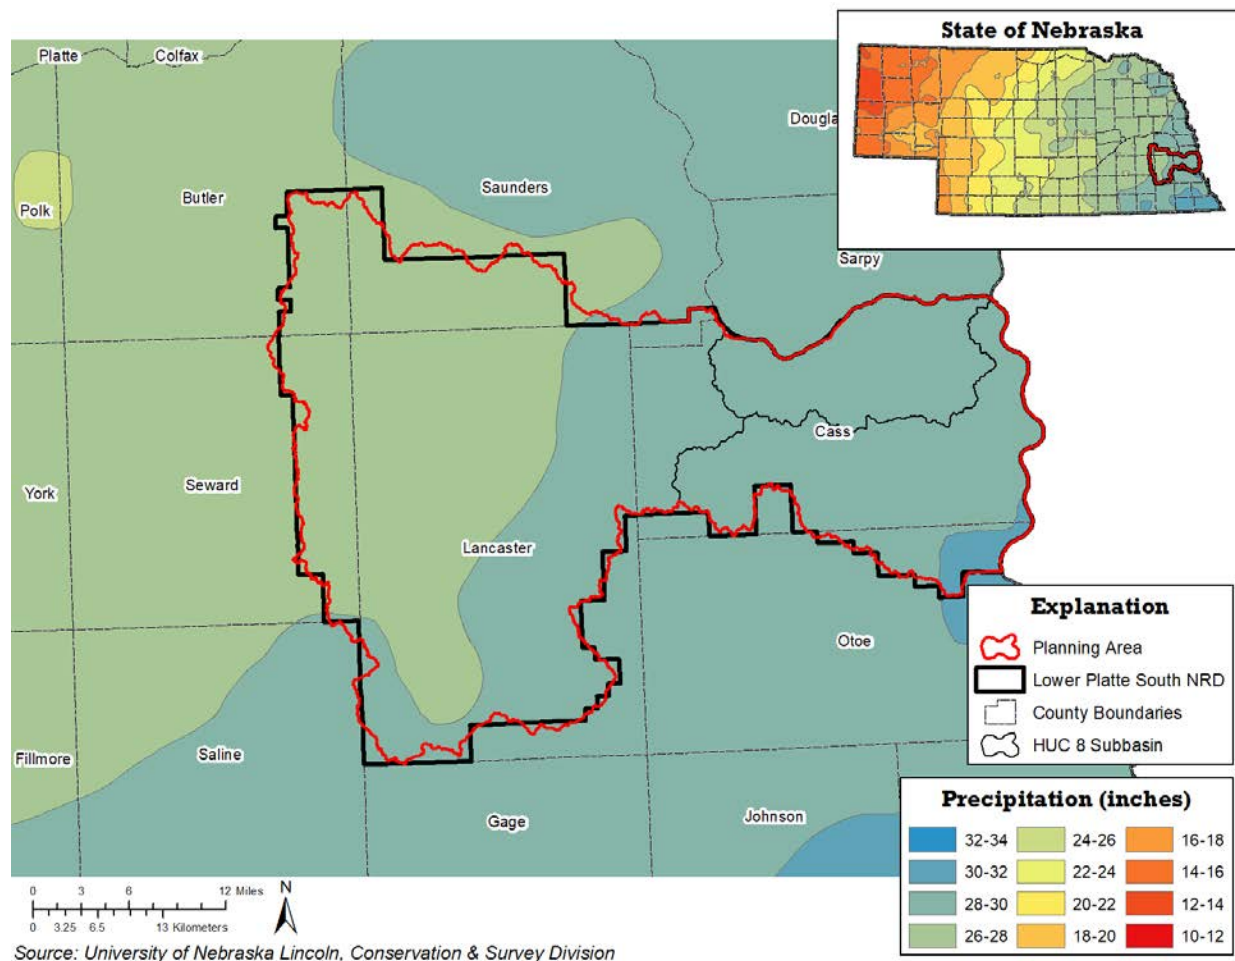 State of Nebraska
Platte
Colfax
Dougla
Saunders
Butler
Polk
Sarpy
Cass
York
Seward
Lancaster
Otoe
Saline
Fillmore
Gage
Johnson
Explanation
Planning Area
Lower Platte South NRD
County Boundaries
HUC 8 Subbasin
Precipitation (inches)
32-34
24-26
16-18
30-32
22-24
14-16
28-30
20-22
12-14
26-28
18-20
10-12
0 3 6 12 Miles
0 3.25 6.5 13 Kilometers
N
Source: University of Nebraska Lincoln, Conservation & Survey Division